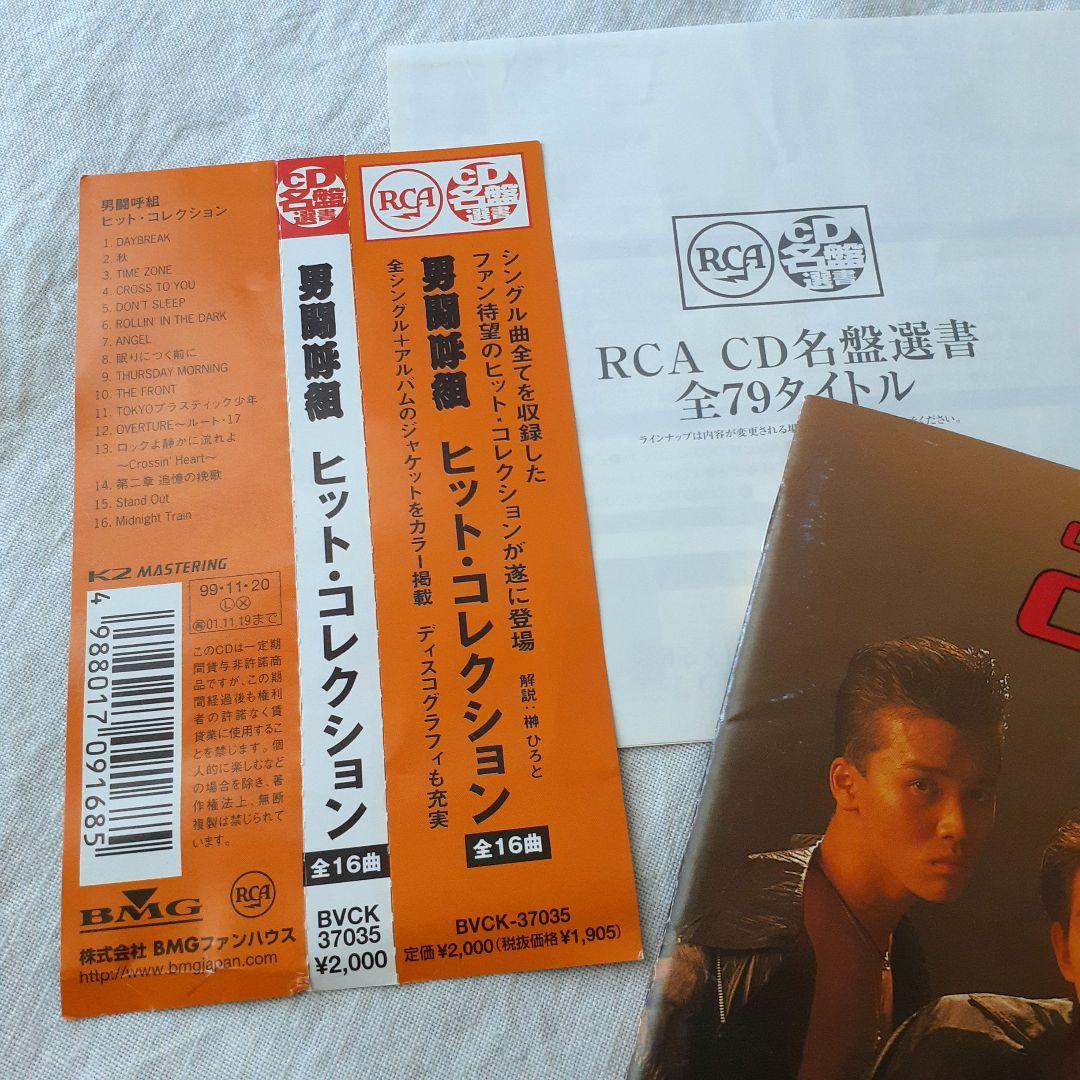 男闘呼組
ヒット・コレクション
1. DAYBREAK
2. 秋
3. TIME ZONE
4. CROSS TO YOU
5. DON'T SLEEP
6. ROLLIN' IN THE DARK
7. ANGEL
8. 眠りにつく前に
9. THURSDAY MORNING
10. THE FRONT
11. TOKYOプラスティック少年
12. OVERTURE～ルート・17
13. ロックよ静かに流れよ
～Crossin' Heart～
14. 第二章 追憶の挽歌
15. Stand Out
16. Midnight Train
K2 MASTERING
99・11・20
Ⓛ Ⓧ
01.11.19まで
このCDは一定期
間貸与非許諾商
品ですが、この期
間経過後も権利
者の許諾なく賃
貸業に使用するこ
とを禁じます。個
人的に楽しむなど
の場合を除き、著
作権法上、無断
複製は禁じられて
います。
4 988017 091685
BMG
RCA
株式会社 BMGファンハウス
http://www.bmgjapan.com
CD
名盤
選書
男闘呼組 ヒット・コレクション
全16曲
BVCK
37035
¥2,000
RCA
CD
名盤
選書
シングル曲全てを収録した
ファン待望のヒット・コレクションが遂に登場 解説：榊 ひろと
男闘呼組 ヒット・コレクション
全16曲
全シングル＋アルバムのジャケットをカラー掲載 ディスコグラフィも充実
BVCK-37035
定価¥2,000(税抜価格¥1,905)
RCA
CD
名盤
選書
RCA CD名盤選書
全79タイトル
ラインナップは内容が変更される場
ください。